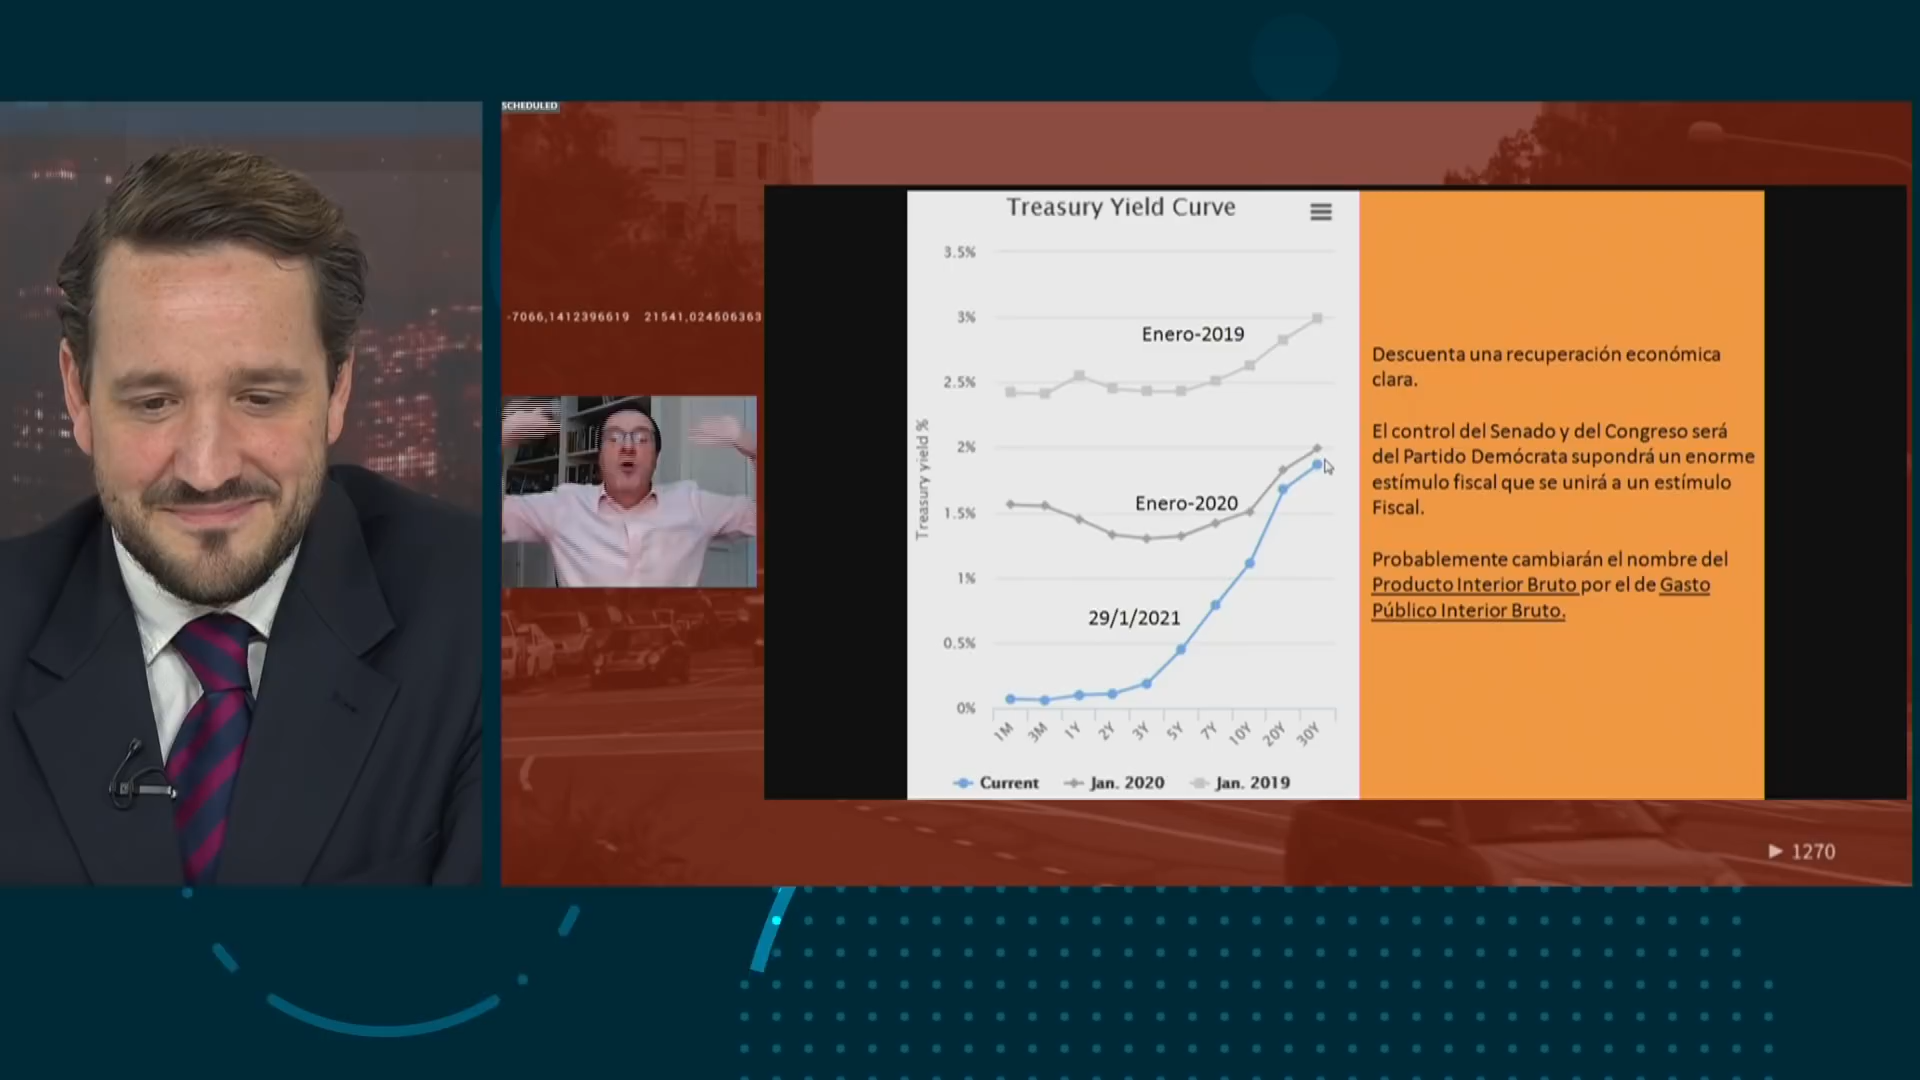 SCHEDULED
-7066,1412396619 21541,024506363
Treasury Yield Curve
3.5%
3%
2.5%
2%
1.5%
1%
0.5%
0%
Treasury yield %
Enero-2019
Enero-2020
29/1/2021
1M
3M
1Y
2Y
3Y
5Y
7Y
10Y
20Y
30Y
Current
Jan. 2020
Jan. 2019
Descuenta una recuperación económica
clara.
El control del Senado y del Congreso será
del Partido Demócrata supondrá un enorme
estímulo fiscal que se unirá a un estímulo
Fiscal.
Probablemente cambiarán el nombre del
Producto Interior Bruto por el de Gasto
Público Interior Bruto.
1270